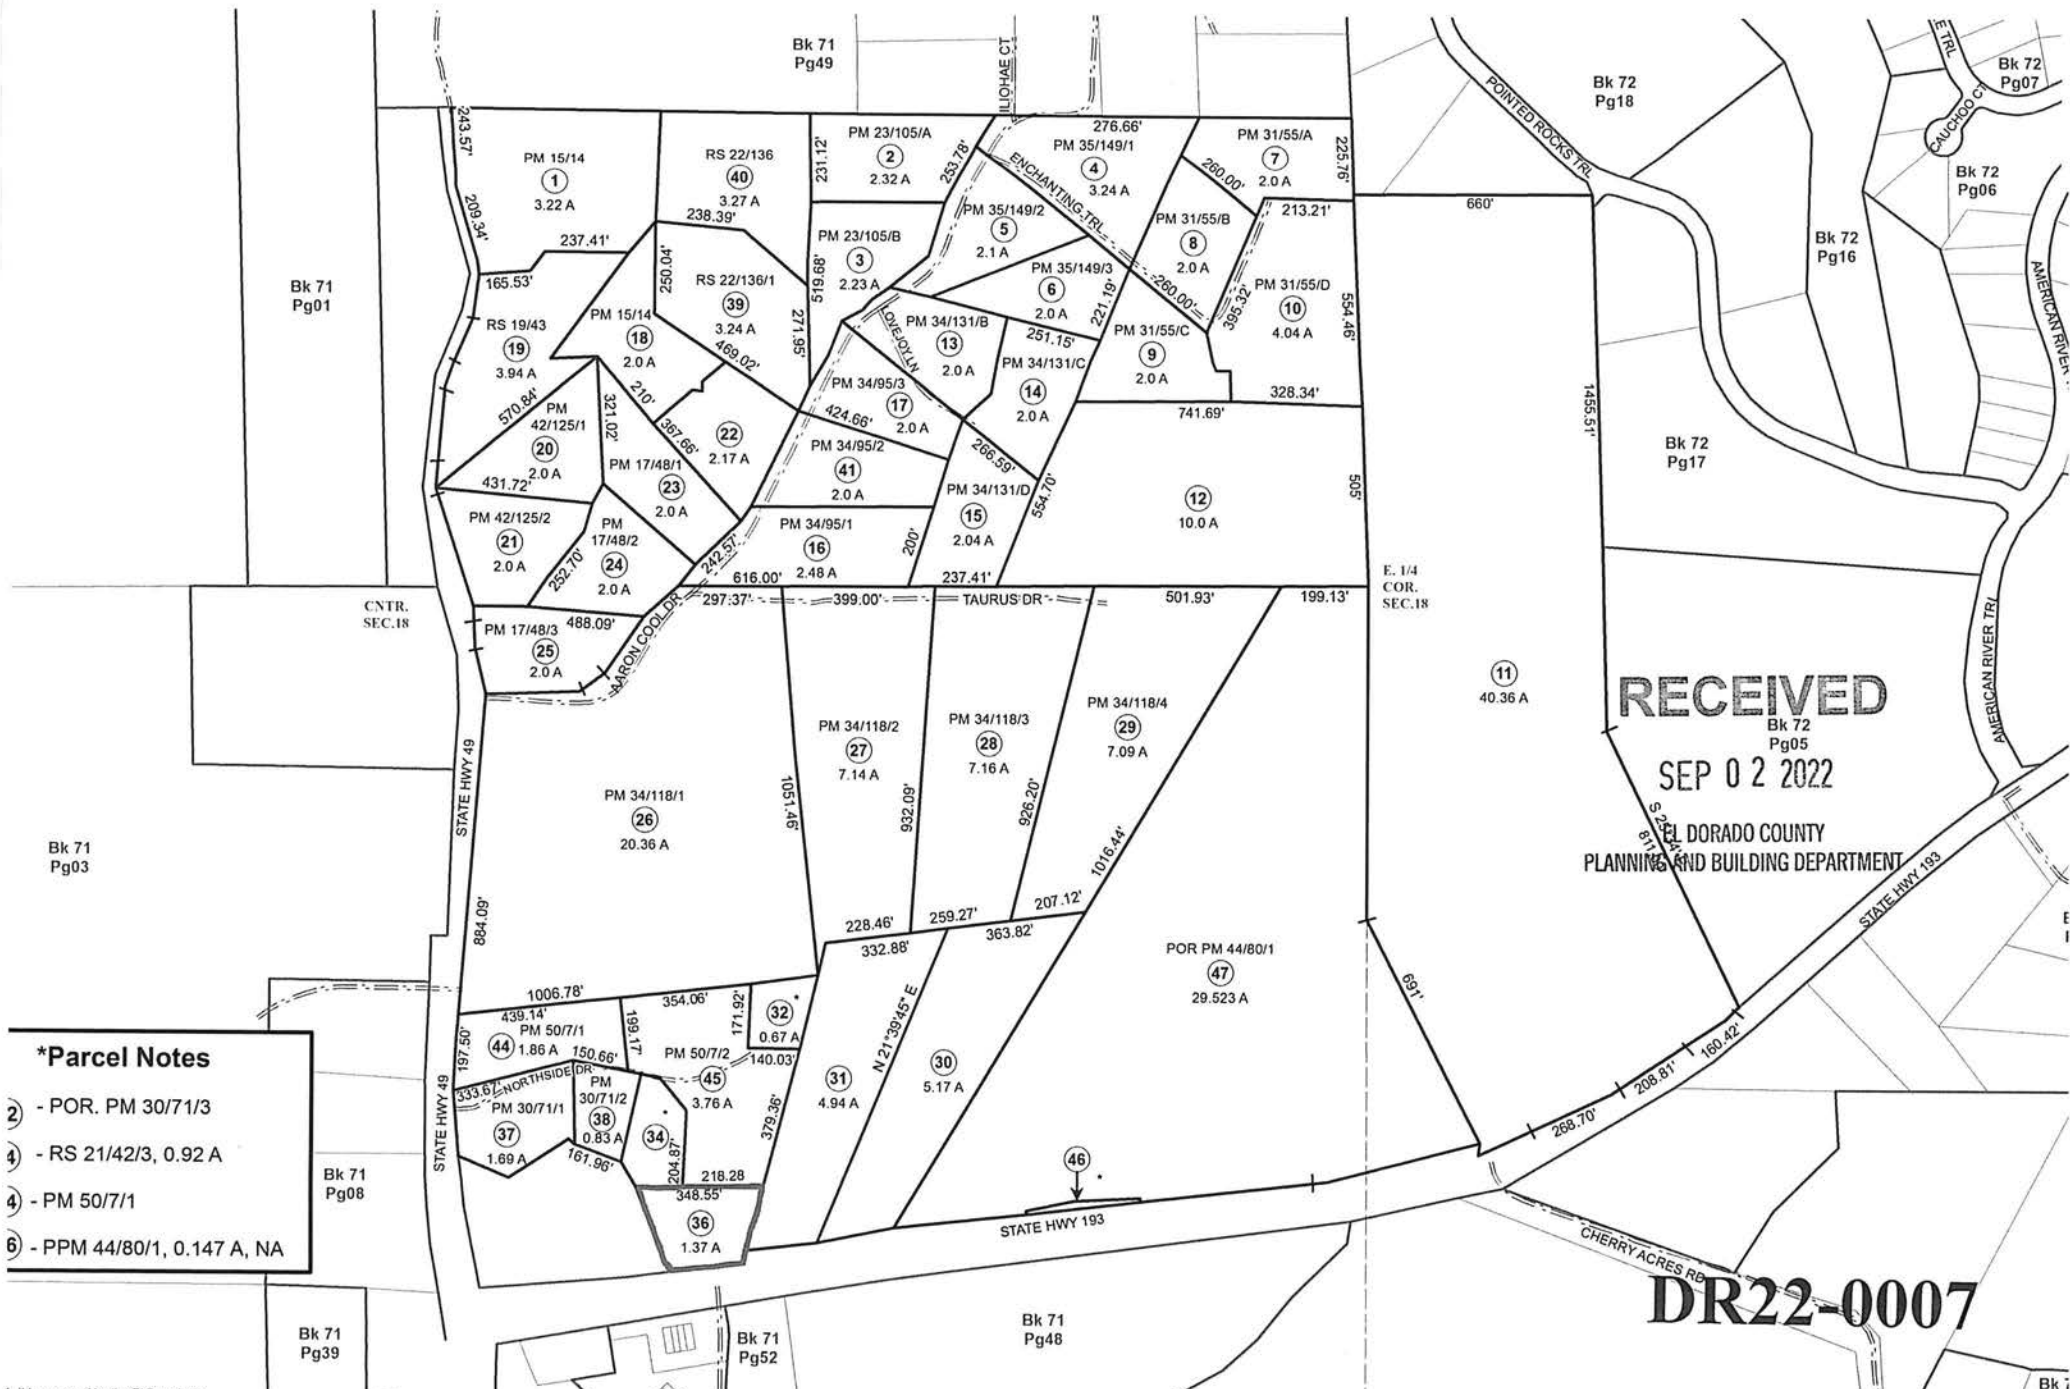 Bk 71
Pg49
ILIOHAE CT
Bk 72
Pg18
POINTED ROCKS TRL
E TRL
Bk 72
Pg07
CAUCHOO CT
Bk 72
Pg06
Bk 72
Pg16
AMERICAN RIVER
Bk 72
Pg17
Bk 71
Pg01
243.57'
209.34'
PM 15/14
1
3.22 A
237.41'
165.53'
RS 22/136
40
3.27 A
238.39'
231.12'
PM 23/105/A
2
2.32 A
253.78'
276.66'
PM 35/149/1
4
3.24 A
ENCHANTING TRL
PM 31/55/A
7
2.0 A
225.76'
260.00'
213.21'
660'
PM 35/149/2
5
2.1 A
PM 31/55/B
8
2.0 A
PM 23/105/B
3
2.23 A
519.68'
250.04'
RS 22/136/1
39
3.24 A
271.95'
469.02'
PM 35/149/3
6
2.0 A
221.19'
260.00'
395.32'
PM 31/55/D
10
4.04 A
554.46'
RS 19/43
19
3.94 A
PM 15/14
18
2.0 A
LOVEJOY LN
PM 34/131/B
13
2.0 A
251.15'
PM 31/55/C
9
2.0 A
PM 34/131/C
14
2.0 A
328.34'
741.69'
1455.51'
570.84'
PM
42/125/1
20
2.0 A
431.72'
321.02'
210'
367.66'
22
2.17 A
PM 34/95/3
17
2.0 A
424.66'
PM 34/95/2
41
2.0 A
266.59'
PM 17/48/1
23
2.0 A
PM 34/131/D
15
2.04 A
554.70'
505'
12
10.0 A
PM 42/125/2
21
2.0 A
252.70'
PM
17/48/2
24
2.0 A
242.57'
PM 34/95/1
16
2.48 A
200'
616.00'
237.41'
E. 1/4
COR.
SEC.18
CNTR.
SEC.18
297.37'
399.00'
TAURUS DR
501.93'
199.13'
488.09'
PM 17/48/3
25
2.0 A
AARON COOL DR
AMERICAN RIVER TRL
AMERICAN RIVER TRL
11
40.36 A
RECEIVED
Bk 72
Pg05
SEP 02 2022
EL DORADO COUNTY
PLANNING AND BUILDING DEPARTMENT
STATE HWY 193
STATE HWY 49
PM 34/118/1
26
20.36 A
1051.46'
PM 34/118/2
27
7.14 A
932.09'
PM 34/118/3
28
7.16 A
926.20'
PM 34/118/4
29
7.09 A
1016.44'
Bk 71
Pg03
884.09'
228.46'
259.27'
207.12'
332.88'
363.82'
POR PM 44/80/1
47
29.523 A
691'
1006.78'
439.14'
354.06'
171.92'
32
*
0.67 A
140.03'
N 21°39'45" E
197.50'
PM 50/7/1
44
1.86 A
199.17'
150.66'
PM 50/7/2
45
3.76 A
333.67'
NORTHSIDE DR
31
4.94 A
30
5.17 A
160.42'
208.81'
268.70'
STATE HWY 49
PM 30/71/1
37
1.69 A
PM
30/71/2
38
0.83 A
161.96'
*
34
204.87'
379.36'
218.28
348.55'
36
1.37 A
46
*
STATE HWY 193
*Parcel Notes
2 - POR. PM 30/71/3
4 - RS 21/42/3, 0.92 A
4 - PM 50/7/1
6 - PPM 44/80/1, 0.147 A, NA
Bk 71
Pg08
CHERRY ACRES RD
DR22-0007
Bk 71
Pg39
Bk 71
Pg52
Bk 71
Pg48
Bk